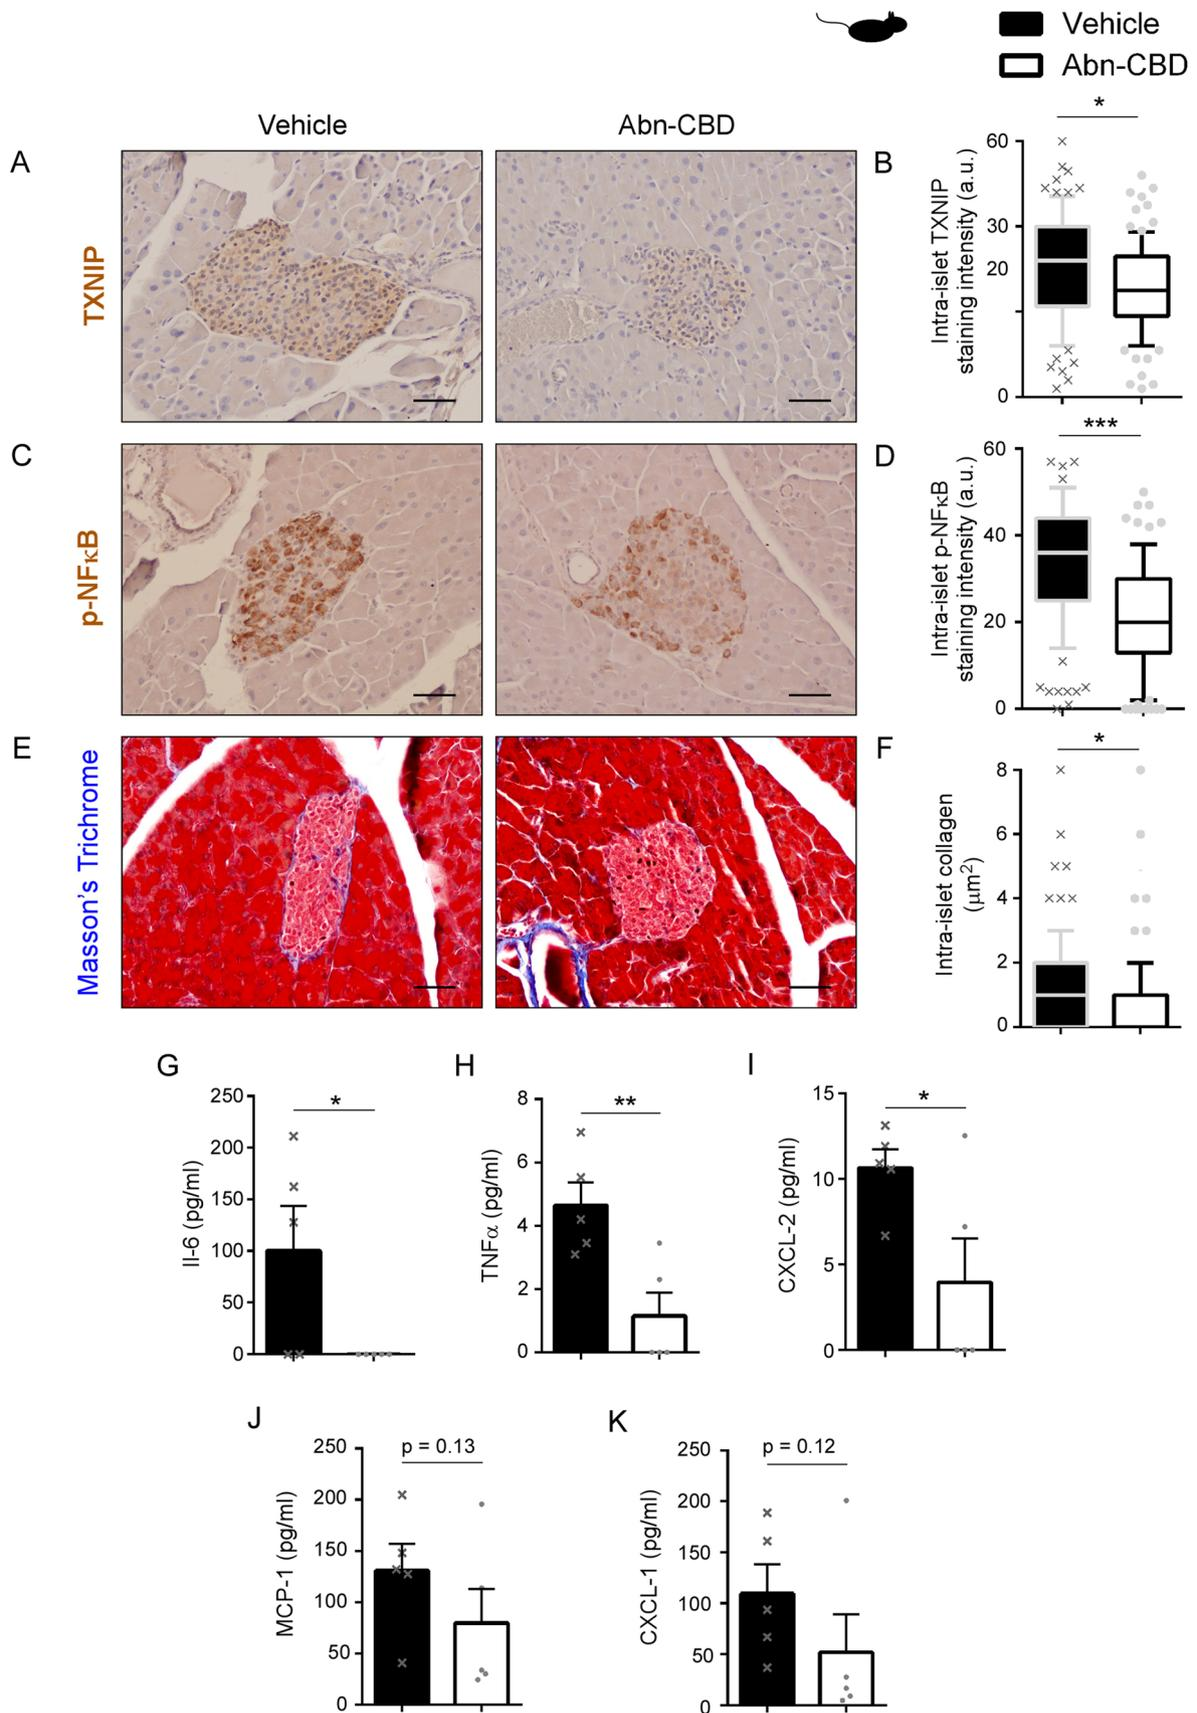 Vehicle
Abn-CBD
Vehicle
Abn-CBD
A
TXNIP
B
*
Intra-islet TXNIP
staining intensity (a.u.)
60
30
20
0
C
p-NFκB
D
***
Intra-islet p-NFκB
staining intensity (a.u.)
60
40
20
0
E
Masson's Trichrome
F
*
Intra-islet collagen
(μm²)
8
6
4
2
0
G
*
Il-6 (pg/ml)
250
200
150
100
50
0
H
**
TNFα (pg/ml)
8
6
4
2
0
I
*
CXCL-2 (pg/ml)
15
10
5
0
J
p = 0.13
MCP-1 (pg/ml)
250
200
150
100
50
0
K
p = 0.12
CXCL-1 (pg/ml)
250
200
150
100
50
0